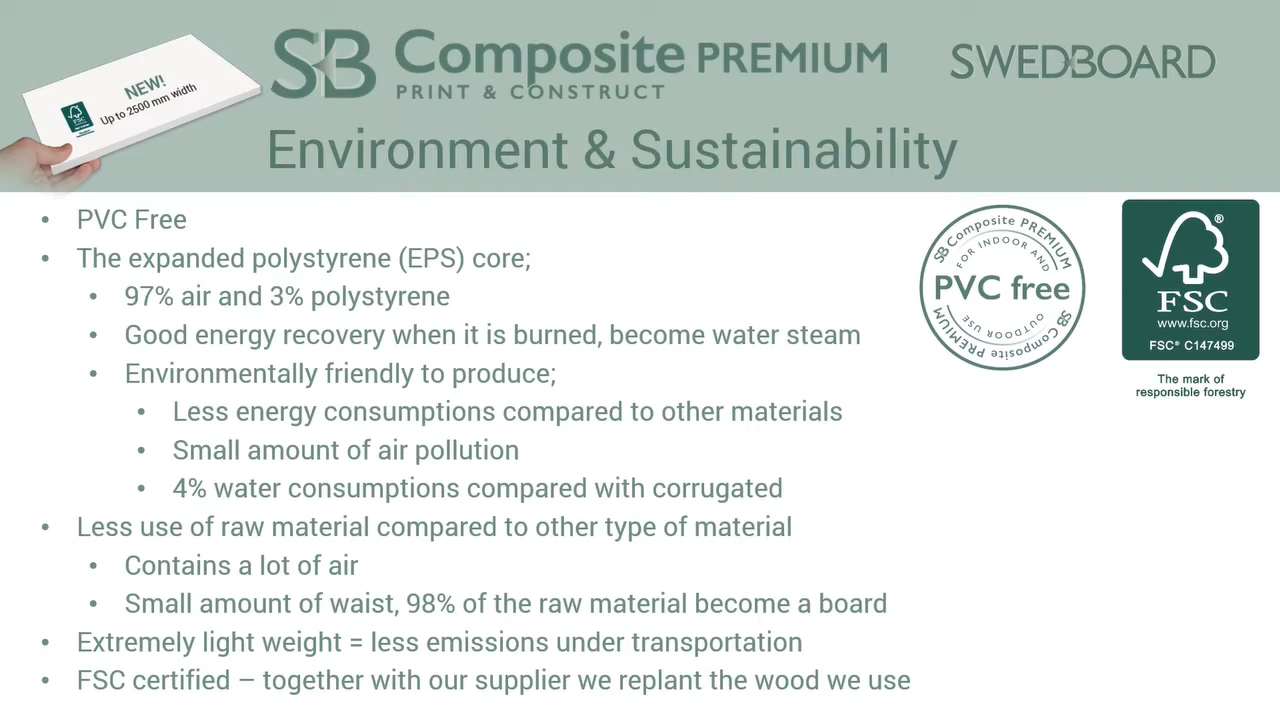 NEW!
Up to 2500 mm width
FSC
SB Composite PREMIUM
PRINT & CONSTRUCT
SWEDBOARD
Environment & Sustainability
• PVC Free
• The expanded polystyrene (EPS) core;
• 97% air and 3% polystyrene
• Good energy recovery when it is burned, become water steam
• Environmentally friendly to produce;
• Less energy consumptions compared to other materials
• Small amount of air pollution
• 4% water consumptions compared with corrugated
• Less use of raw material compared to other type of material
• Contains a lot of air
• Small amount of waist, 98% of the raw material become a board
• Extremely light weight = less emissions under transportation
• FSC certified – together with our supplier we replant the wood we use
SB Composite PREMIUM
FOR INDOOR AND
PVC free
OUTDOOR USE
SB Composite PREMIUM
®
FSC
www.fsc.org
FSC® C147499
The mark of
responsible forestry